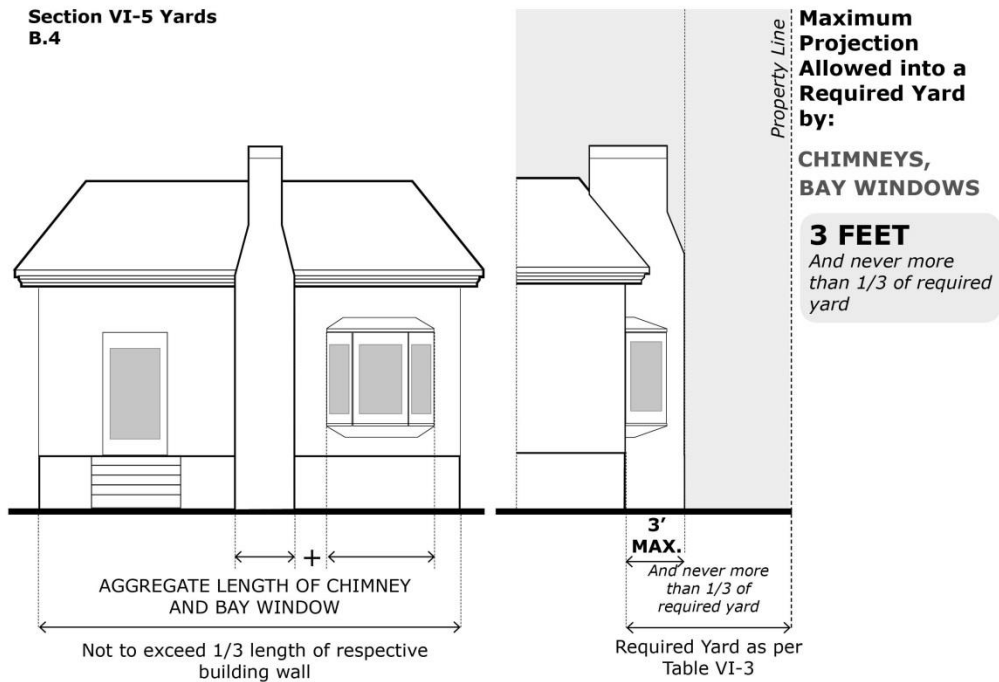 Section VI-5 Yards
B.4
+
AGGREGATE LENGTH OF CHIMNEY
AND BAY WINDOW
Not to exceed 1/3 length of respective
building wall
Property Line
3’
MAX.
And never more
than 1/3 of
required yard
Required Yard as per
Table VI-3
Maximum
Projection
Allowed into a
Required Yard
by:
CHIMNEYS,
BAY WINDOWS
3 FEET
And never more
than 1/3 of required
yard